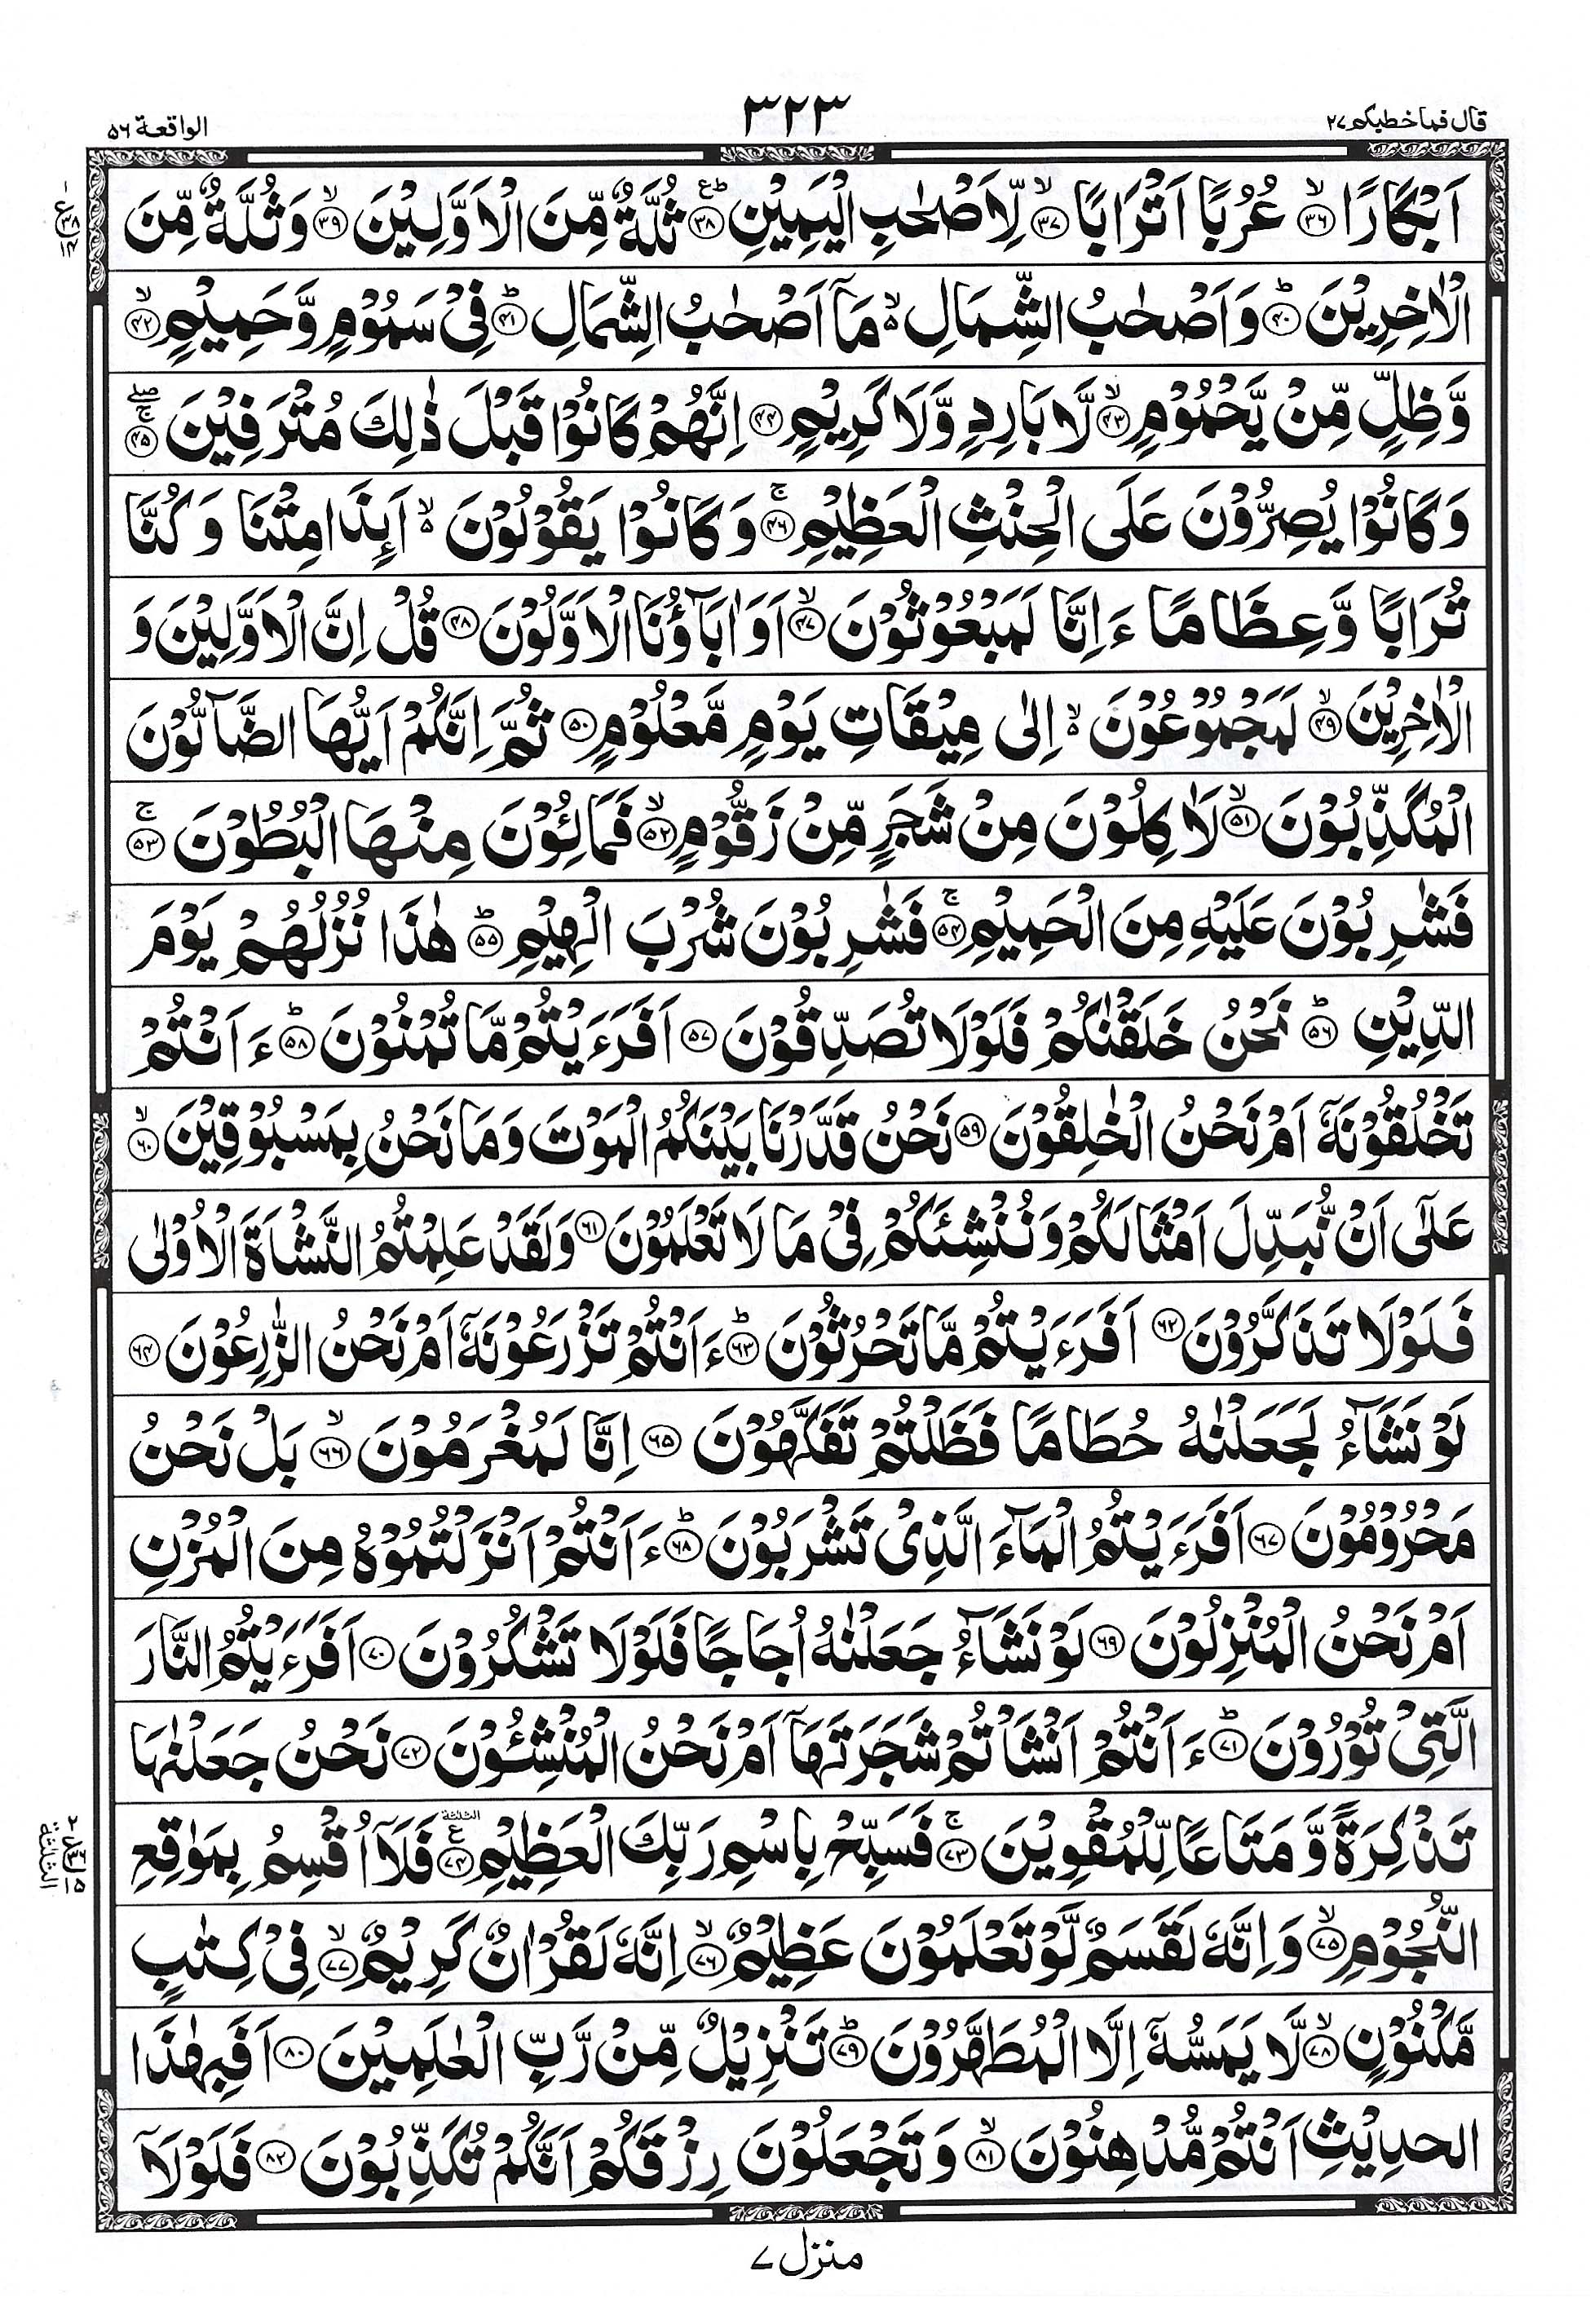 قال فما خطبكم ٢٧
٣٢٣
الواقعة ٥٦
اَبْكَارًا ۙ‏﴿٣٦﴾ عُرُبًا اَتْرَابًا ۙ‏﴿٣٧﴾ لِّاَصْحٰبِ الْيَمِيْنِ ؕ ع‏﴿٣٨﴾ ثُلَّةٌ مِّنَ الْاَوَّلِيْنَ ۙ‏﴿٣٩﴾ وَثُلَّةٌ مِّنَ
الْاٰخِرِيْنَ ؕ‏﴿٤٠﴾ وَاَصْحٰبُ الشِّمَالِ ۙ۬ مَاۤ اَصْحٰبُ الشِّمَالِ ؕ‏﴿٤١﴾ فِيْ سَمُوْمٍ وَّحَمِيْمٍ ۙ‏﴿٤٢﴾
وَّظِلٍّ مِّنْ يَّحْمُوْمٍ ۙ‏﴿٤٣﴾ لَّا بَارِدٍ وَّلَا كَرِيْمٍ ‏﴿٤٤﴾ اِنَّهُمْ كَانُوْا قَبْلَ ذٰلِكَ مُتْرَفِيْنَ ۚۖ‏﴿٤٥﴾
وَكَانُوْا يُصِرُّوْنَ عَلَى الْحِنْثِ الْعَظِيْمِ ۚ‏﴿٤٦﴾ وَكَانُوْا يَقُوْلُوْنَ ۙ۬ اَىِٕذَا مِتْنَا وَكُنَّا
تُرَابًا وَّعِظَامًا ءَاِنَّا لَمَبْعُوْثُوْنَ ۙ‏﴿٤٧﴾ اَوَاٰبَآؤُنَا الْاَوَّلُوْنَ ‏﴿٤٨﴾ قُلْ اِنَّ الْاَوَّلِيْنَ وَ
الْاٰخِرِيْنَ ۙ‏﴿٤٩﴾ لَمَجْمُوْعُوْنَ ۙ۬ اِلٰى مِيْقَاتِ يَوْمٍ مَّعْلُوْمٍ ‏﴿٥٠﴾ ثُمَّ اِنَّكُمْ اَيُّهَا الضَّآلُّوْنَ
الْمُكَذِّبُوْنَ ۙ‏﴿٥١﴾ لَاٰكِلُوْنَ مِنْ شَجَرٍ مِّنْ زَقُّوْمٍ ۙ‏﴿٥٢﴾ فَمَالِـُٔوْنَ مِنْهَا الْبُطُوْنَ ۚ‏﴿٥٣﴾
فَشٰرِبُوْنَ عَلَيْهِ مِنَ الْحَمِيْمِ ۚ‏﴿٥٤﴾ فَشٰرِبُوْنَ شُرْبَ الْهِيْمِ ؕ‏﴿٥٥﴾ هٰذَا نُزُلُهُمْ يَوْمَ
الدِّيْنِ ؕ‏﴿٥٦﴾ نَحْنُ خَلَقْنٰكُمْ فَلَوْلَا تُصَدِّقُوْنَ ‏﴿٥٧﴾ اَفَرَءَيْتُمْ مَّا تُمْنُوْنَ ؕ‏﴿٥٨﴾ ءَاَنْتُمْ
تَخْلُقُوْنَهٗۤ اَمْ نَحْنُ الْخٰلِقُوْنَ ‏﴿٥٩﴾ نَحْنُ قَدَّرْنَا بَيْنَكُمُ الْمَوْتَ وَمَا نَحْنُ بِمَسْبُوْقِيْنَ ۙ‏﴿٦٠﴾
عَلٰٓى اَنْ نُّبَدِّلَ اَمْثَالَكُمْ وَنُنْشِئَكُمْ فِيْ مَا لَا تَعْلَمُوْنَ ‏﴿٦١﴾ وَلَقَدْ عَلِمْتُمُ النَّشْاَةَ الْاُوْلٰى
فَلَوْلَا تَذَكَّرُوْنَ ‏﴿٦٢﴾ اَفَرَءَيْتُمْ مَّا تَحْرُثُوْنَ ؕ‏﴿٦٣﴾ ءَاَنْتُمْ تَزْرَعُوْنَهٗۤ اَمْ نَحْنُ الزّٰرِعُوْنَ ‏﴿٦٤﴾
لَوْ نَشَآءُ لَجَعَلْنٰهُ حُطَامًا فَظَلْتُمْ تَفَكَّهُوْنَ ‏﴿٦٥﴾ اِنَّا لَمُغْرَمُوْنَ ۙ‏﴿٦٦﴾ بَلْ نَحْنُ
مَحْرُوْمُوْنَ ‏﴿٦٧﴾ اَفَرَءَيْتُمُ الْمَآءَ الَّذِيْ تَشْرَبُوْنَ ؕ‏﴿٦٨﴾ ءَاَنْتُمْ اَنْزَلْتُمُوْهُ مِنَ الْمُزْنِ
اَمْ نَحْنُ الْمُنْزِلُوْنَ ‏﴿٦٩﴾ لَوْ نَشَآءُ جَعَلْنٰهُ اُجَاجًا فَلَوْلَا تَشْكُرُوْنَ ‏﴿٧٠﴾ اَفَرَءَيْتُمُ النَّارَ
الَّتِيْ تُوْرُوْنَ ؕ‏﴿٧١﴾ ءَاَنْتُمْ اَنْشَاْتُمْ شَجَرَتَهَاۤ اَمْ نَحْنُ الْمُنْشِـُٔوْنَ ‏﴿٧٢﴾ نَحْنُ جَعَلْنٰهَا
تَذْكِرَةً وَّمَتَاعًا لِّلْمُقْوِيْنَ ۚ‏﴿٧٣﴾ فَسَبِّحْ بِاسْمِ رَبِّكَ الْعَظِيْمِ الثلثة ع‏﴿٧٤﴾ فَلَاۤ اُقْسِمُ بِمَوٰقِعِ
النُّجُوْمِ ۙ‏﴿٧٥﴾ وَاِنَّهٗ لَقَسَمٌ لَّوْ تَعْلَمُوْنَ عَظِيْمٌ ۙ‏﴿٧٦﴾ اِنَّهٗ لَقُرْاٰنٌ كَرِيْمٌ ۙ‏﴿٧٧﴾ فِيْ كِتٰبٍ
مَّكْنُوْنٍ ۙ‏﴿٧٨﴾ لَّا يَمَسُّهٗۤ اِلَّا الْمُطَهَّرُوْنَ ؕ‏﴿٧٩﴾ تَنْزِيْلٌ مِّنْ رَّبِّ الْعٰلَمِيْنَ ‏﴿٨٠﴾ اَفَبِهٰذَا
الْحَدِيْثِ اَنْتُمْ مُّدْهِنُوْنَ ۙ‏﴿٨١﴾ وَتَجْعَلُوْنَ رِزْقَكُمْ اَنَّكُمْ تُكَذِّبُوْنَ ‏﴿٨٢﴾ فَلَوْلَاۤ
منزل ٧